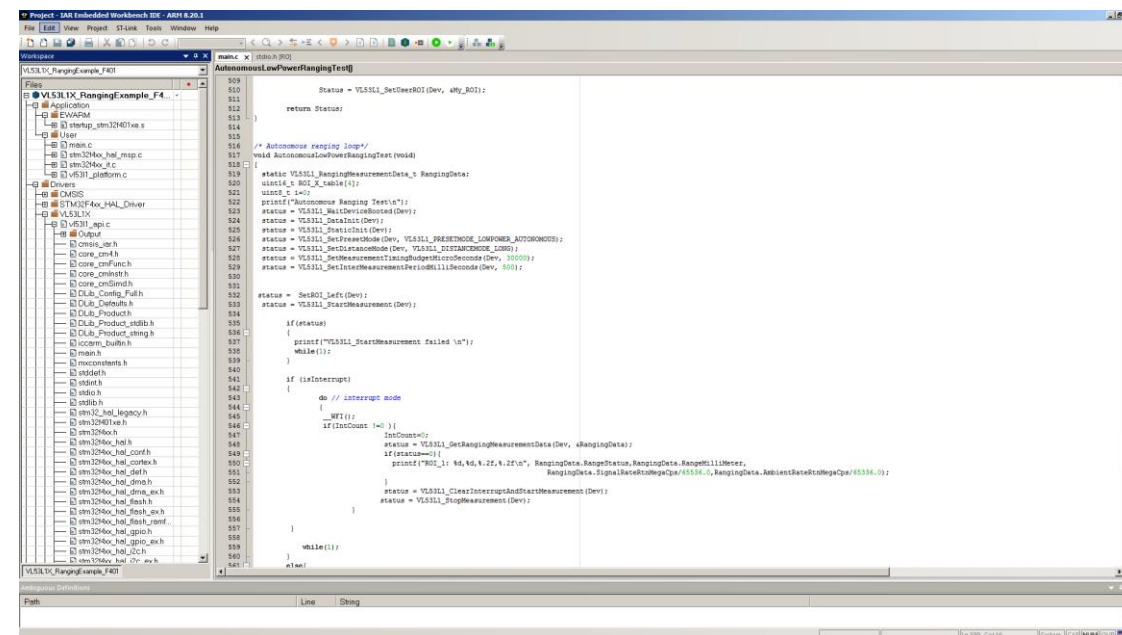 Project - IAR Embedded Workbench IDE - ARM 8.20.1
File Edit View Project ST-Link Tools Window Help
Workspace
VL53L1X_RangingExample_F401
Files
VL53L1X_RangingExample_F4...
Application
EWARM
startup_stm32f401xe.s
User
main.c
stm32f4xx_hal_msp.c
stm32f4xx_it.c
vl53l1_platform.c
Drivers
CMSIS
STM32F4xx_HAL_Driver
VL53L1X
vl53l1_api.c
Output
cmsis_iar.h
core_cm4.h
core_cmFunc.h
core_cmInstr.h
core_cmSimd.h
DLib_Config_Full.h
DLib_Defaults.h
DLib_Product.h
DLib_Product_stdlib.h
DLib_Product_string.h
iccarm_builtin.h
main.h
mxconstants.h
stddef.h
stdint.h
stdio.h
stdlib.h
stm32_hal_legacy.h
stm32f401xe.h
stm32f4xx.h
stm32f4xx_hal.h
stm32f4xx_hal_conf.h
stm32f4xx_hal_cortex.h
stm32f4xx_hal_def.h
stm32f4xx_hal_dma.h
stm32f4xx_hal_dma_ex.h
stm32f4xx_hal_flash.h
stm32f4xx_hal_flash_ex.h
stm32f4xx_hal_flash_ramf...
stm32f4xx_hal_gpio.h
stm32f4xx_hal_gpio_ex.h
stm32f4xx_hal_i2c.h
stm32f4xx_hal_i2c_ex.h
VL53L1X_RangingExample_F401
main.c x stdio.h [RO]
AutonomousLowPowerRangingTest()
509
510 Status = VL53L1_SetUserROI(Dev, &My_ROI);
511
512 return Status;
513 }
514
515
516 /* Autonomous ranging loop*/
517 void AutonomousLowPowerRangingTest(void)
518 {
519 static VL53L1_RangingMeasurementData_t RangingData;
520 uint16_t ROI_X_table[4];
521 uint8_t i=0;
522 printf("Autonomous Ranging Test\n");
523 status = VL53L1_WaitDeviceBooted(Dev);
524 status = VL53L1_DataInit(Dev);
525 status = VL53L1_StaticInit(Dev);
526 status = VL53L1_SetPresetMode(Dev, VL53L1_PRESETMODE_LOWPOWER_AUTONOMOUS);
527 status = VL53L1_SetDistanceMode(Dev, VL53L1_DISTANCEMODE_LONG);
528 status = VL53L1_SetMeasurementTimingBudgetMicroSeconds(Dev, 30000);
529 status = VL53L1_SetInterMeasurementPeriodMilliSeconds(Dev, 500);
530
531
532 status = SetROI_Left(Dev);
533 status = VL53L1_StartMeasurement(Dev);
534
535 if(status)
536 {
537 printf("VL53L1_StartMeasurement failed \n");
538 while(1);
539 }
540
541 if (isInterrupt)
542 {
543 do // interrupt mode
544 {
545 __WFI();
546 if(IntCount !=0 ){
547 IntCount=0;
548 status = VL53L1_GetRangingMeasurementData(Dev, &RangingData);
549 if(status==0){
550 printf("ROI_1: %d,%d,%.2f,%.2f\n", RangingData.RangeStatus,RangingData.RangeMilliMeter,
551 RangingData.SignalRateRtnMegaCps/65536.0,RangingData.AmbientRateRtnMegaCps/65336.0);
552 }
553 status = VL53L1_ClearInterruptAndStartMeasurement(Dev);
554 status = VL53L1_StopMeasurement(Dev);
555 }
556
557 }
558
559 while(1);
560 }
561 else{
Ambiguous Definitions
Path Line String